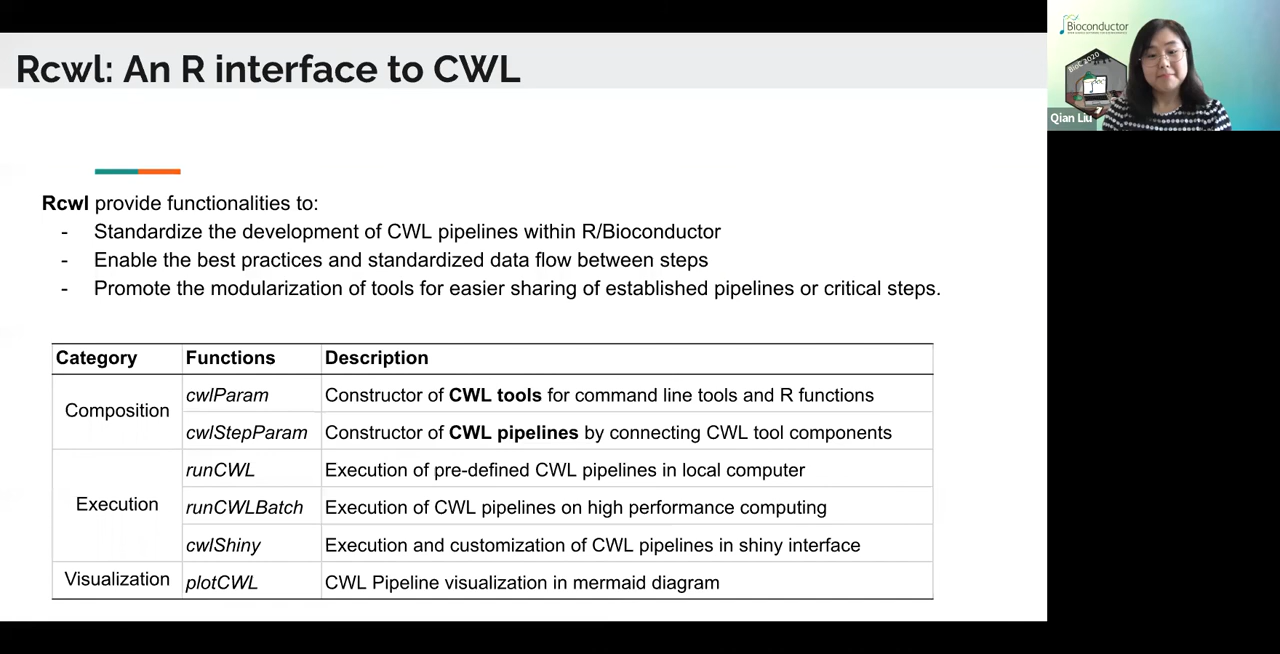 Rcwl: An R interface to CWL
Rcwl provide functionalities to:
- Standardize the development of CWL pipelines within R/Bioconductor
- Enable the best practices and standardized data flow between steps
- Promote the modularization of tools for easier sharing of established pipelines or critical steps.
Category Functions Description
Composition
cwlParam Constructor of CWL tools for command line tools and R functions
cwlStepParam Constructor of CWL pipelines by connecting CWL tool components
Execution
runCWL Execution of pre-defined CWL pipelines in local computer
runCWLBatch Execution of CWL pipelines on high performance computing
cwlShiny Execution and customization of CWL pipelines in shiny interface
Visualization plotCWL CWL Pipeline visualization in mermaid diagram
Bioconductor
BioC 2020
Qian Liu